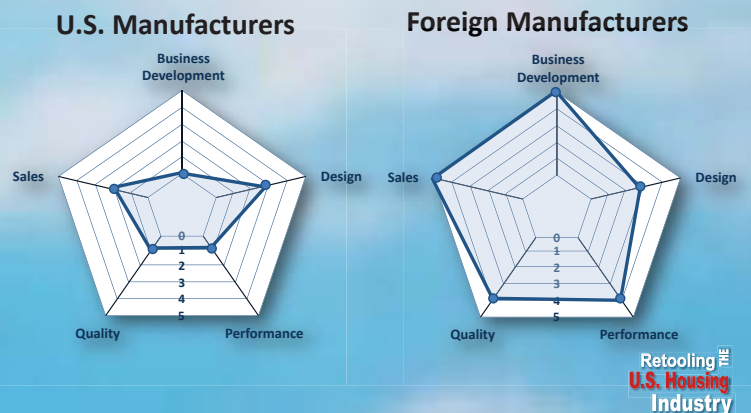 U.S. Manufacturers
Business
Development
Sales
Design
0
1
2
3
4
5
Quality
Performance
Foreign Manufacturers
Business
Development
Sales
Design
0
1
2
3
4
5
Quality
Performance
Retooling THE
U.S. Housing
Industry